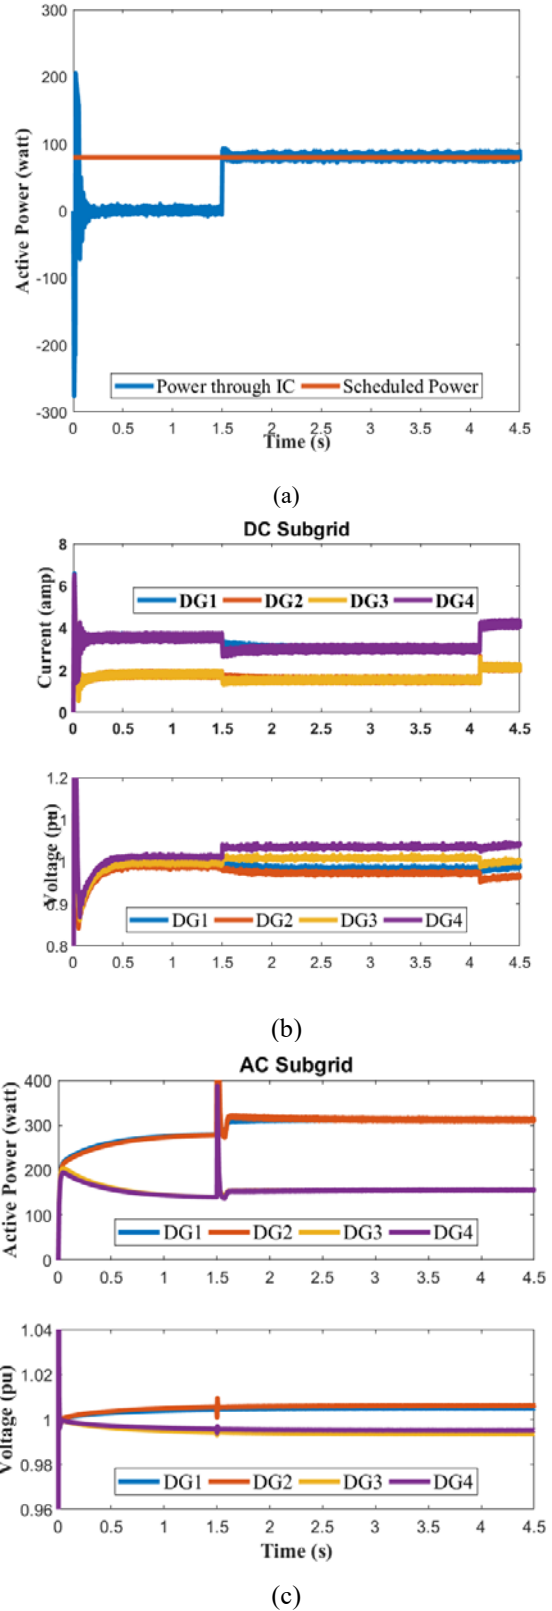 300
200
100
0
-100
-200
-300
Active Power (watt)
Power through IC Scheduled Power
0 0.5 1 1.5 2 2.5 3 3.5 4 4.5
Time (s)
(a)
DC Subgrid
8
6
4
2
0
Current (amp)
DG1 DG2 DG3 DG4
0 0.5 1 1.5 2 2.5 3 3.5 4 4.5
1.2
1.1
1
0.9
0.8
Voltage (pu)
DG1 DG2 DG3 DG4
0 0.5 1 1.5 2 2.5 3 3.5 4 4.5
(b)
AC Subgrid
400
300
200
100
0
Active Power (watt)
DG1 DG2 DG3 DG4
0 0.5 1 1.5 2 2.5 3 3.5 4 4.5
1.04
1.02
1
0.98
0.96
Voltage (pu)
DG1 DG2 DG3 DG4
0 0.5 1 1.5 2 2.5 3 3.5 4 4.5
Time (s)
(c)